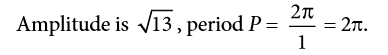 Amplitude is √13, period P = 2π/1 = 2π.